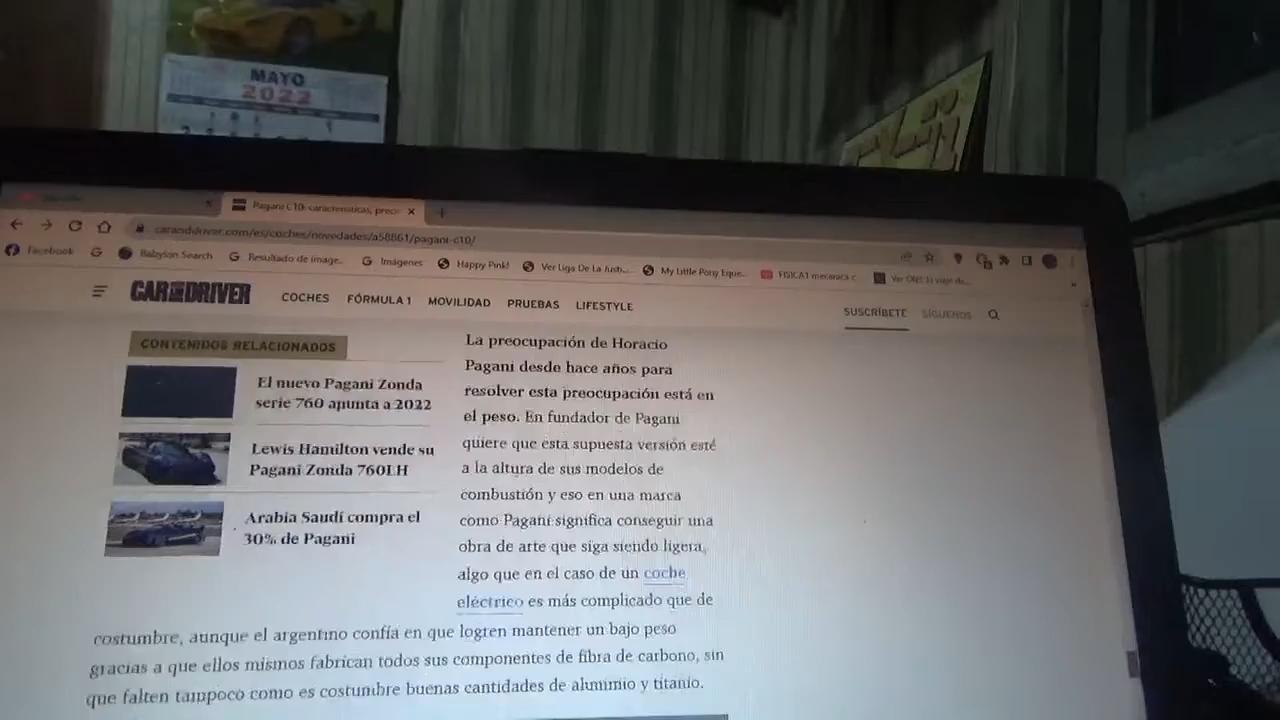 MAYO
2022
Pagani C10: características, prec
caranddriver.com/es/coches/novedades/a58861/pagani-c10/
Facebook
Babylon Search
Resultado de image...
Imágenes
Happy Pink!
Ver Liga De La Justi...
My Little Pony Eque...
FISICA1 mecanica c
CAR AND DRIVER
COCHES
FÓRMULA 1
MOVILIDAD
PRUEBAS
LIFESTYLE
SUSCRÍBETE
SÍGUENOS
CONTENIDOS RELACIONADOS
El nuevo Pagani Zonda
serie 760 apunta a 2022
Lewis Hamilton vende su
Pagani Zonda 760LH
Arabia Saudí compra el
30% de Pagani
La preocupación de Horacio
Pagani desde hace años para
resolver esta preocupación está en
el peso. En fundador de Pagani
quiere que esta supuesta versión esté
a la altura de sus modelos de
combustión y eso en una marca
como Pagani significa conseguir una
obra de arte que siga siendo ligera,
algo que en el caso de un coche
eléctrico es más complicado que de
costumbre, aunque el argentino confía en que logren mantener un bajo peso
gracias a que ellos mismos fabrican todos sus componentes de fibra de carbono, sin
que falten tampoco como es costumbre buenas cantidades de aluminio y titanio.